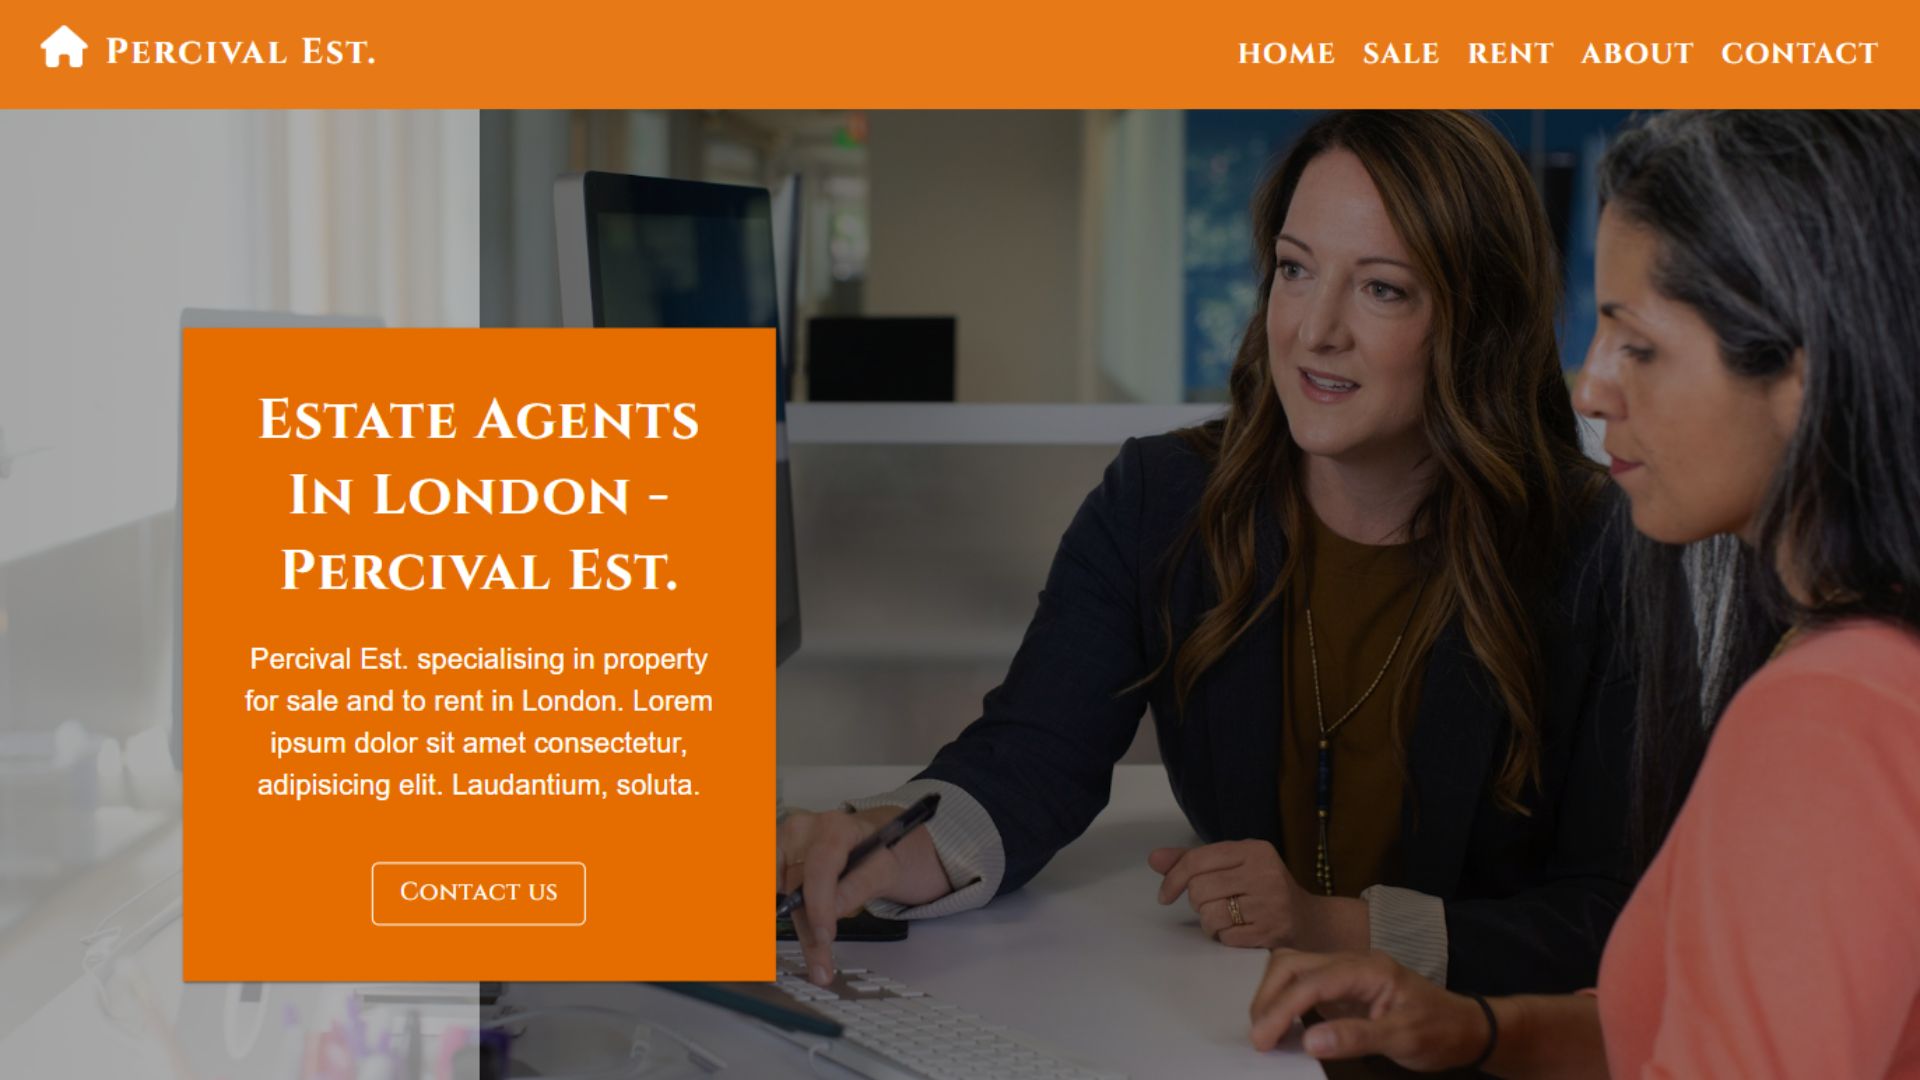 Percival Est.
HOME SALE RENT ABOUT CONTACT
Estate Agents
In London -
Percival Est.
Percival Est. specialising in property
for sale and to rent in London. Lorem
ipsum dolor sit amet consectetur,
adipisicing elit. Laudantium, soluta.
Contact us